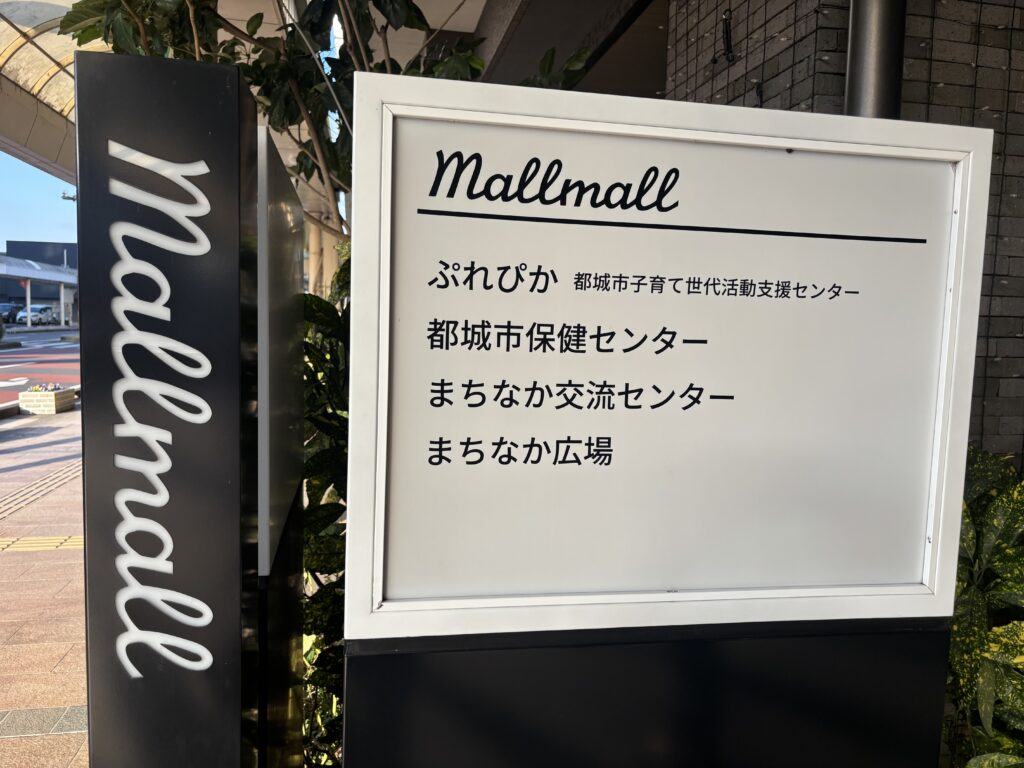 Mallmall
Mallmall
ぷれぴか 都城市子育て世代活動支援センター
都城市保健センター
まちなか交流センター
まちなか広場